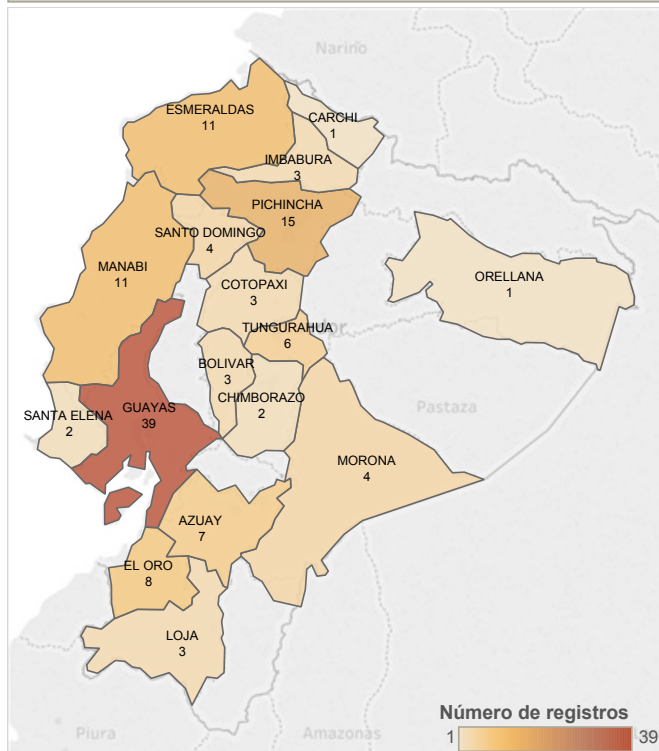 Nariño
ESMERALDAS
11
CARCHI
1
IMBABURA
3
PICHINCHA
15
SANTO DOMINGO
4
MANABI
11
COTOPAXI
3
ORELLANA
1
TUNGURAHUA
6
BOLIVAR
3
CHIMBORAZO
2
Pastaza
SANTA ELENA
2
GUAYAS
39
MORONA
4
AZUAY
7
EL ORO
8
LOJA
3
Número de registros
1 39
Piura
Amazonas